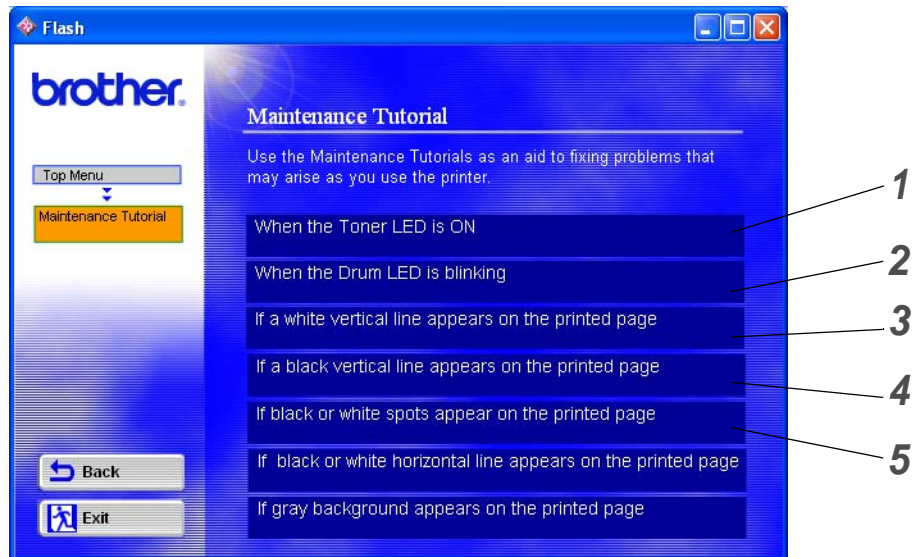 Flash
brother.
Top Menu
Maintenance Tutorial
Back
Exit
Maintenance Tutorial
Use the Maintenance Tutorials as an aid to fixing problems that
may arise as you use the printer.
When the Toner LED is ON
When the Drum LED is blinking
If a white vertical line appears on the printed page
If a black vertical line appears on the printed page
If black or white spots appear on the printed page
If black or white horizontal line appears on the printed page
If gray background appears on the printed page
1
2
3
4
5